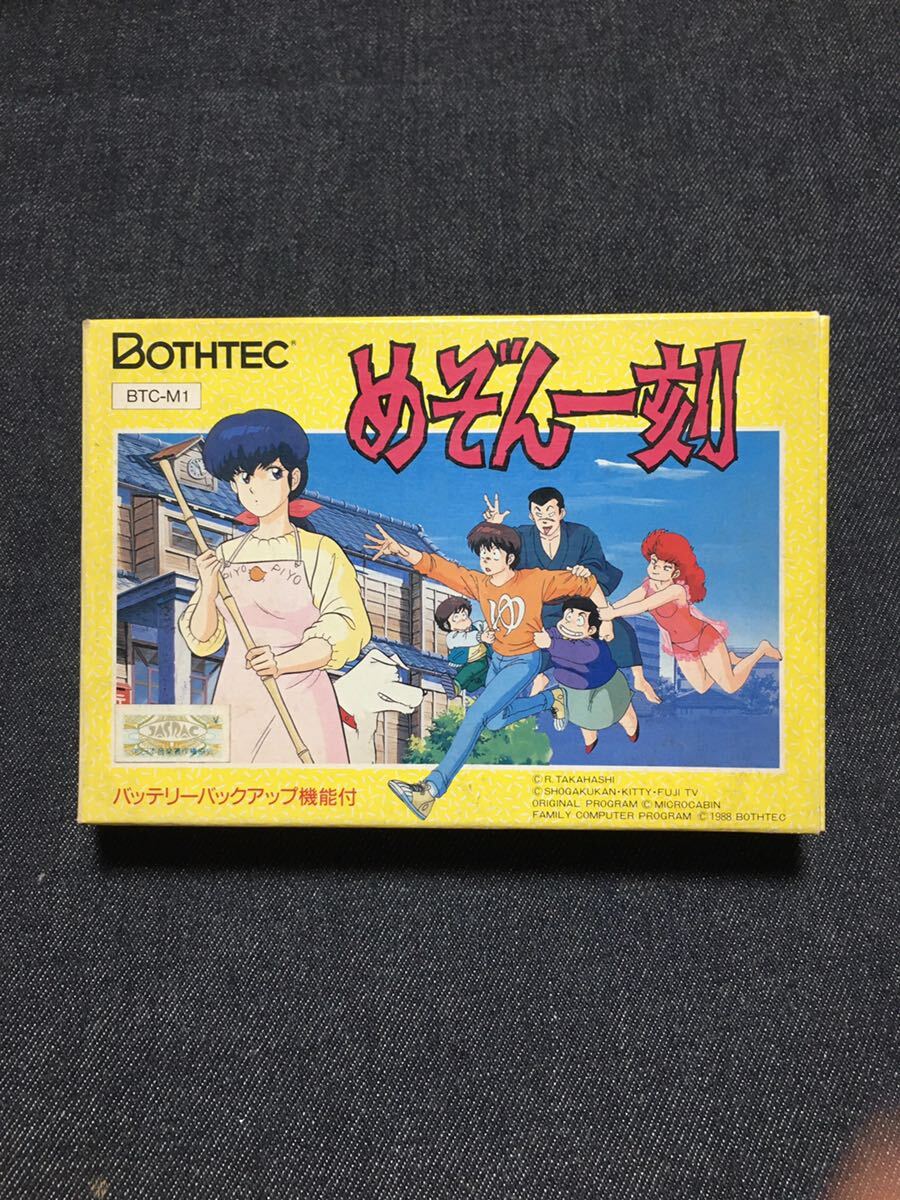 BOTHTEC®
BTC-M1
めぞん一刻
PIYO PIYO
ゆ
JASRAC
バッテリーバックアップ機能付
© R. TAKAHASHI
© SHOGAKUKAN・KITTY・FUJI TV
ORIGINAL PROGRAM © MICROCABIN
FAMILY COMPUTER PROGRAM © 1988 BOTHTEC